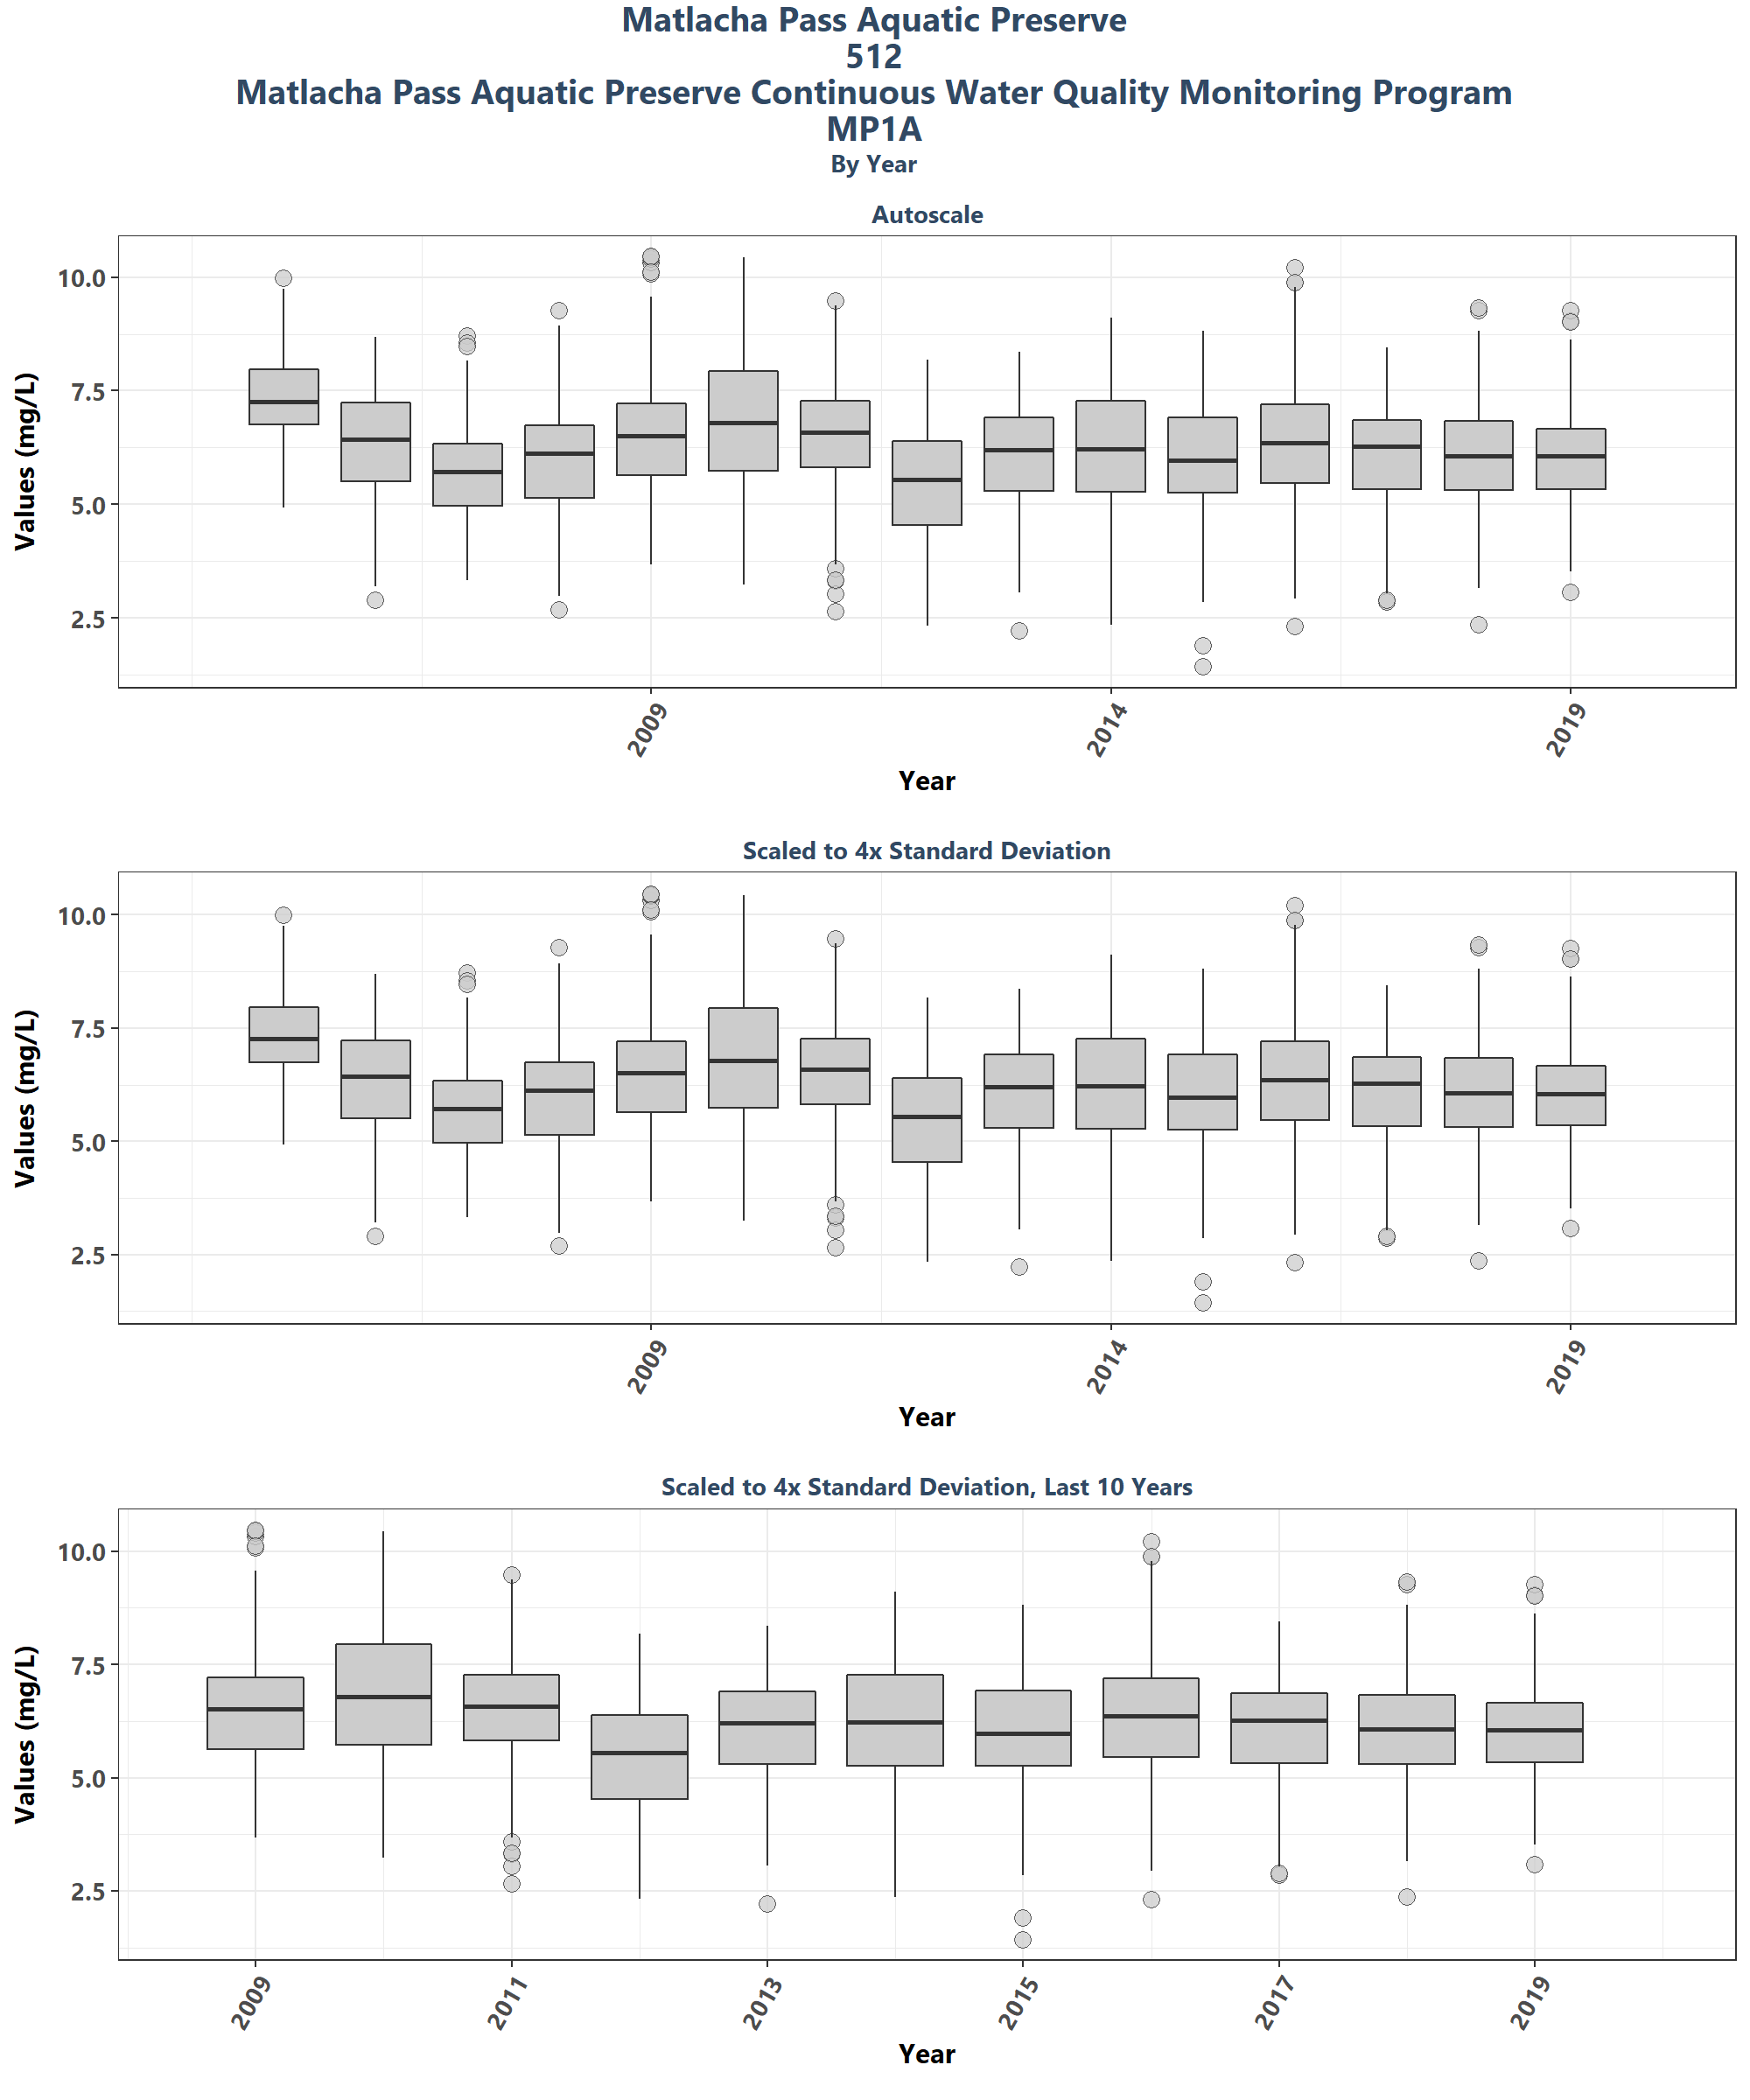 Matlacha Pass Aquatic Preserve
512
Matlacha Pass Aquatic Preserve Continuous Water Quality Monitoring Program
MP1A
By Year
Autoscale
Values (mg/L)
10.0
7.5
5.0
2.5
2009 2014 2019
Year
Scaled to 4x Standard Deviation
Values (mg/L)
10.0
7.5
5.0
2.5
2009 2014 2019
Year
Scaled to 4x Standard Deviation, Last 10 Years
Values (mg/L)
10.0
7.5
5.0
2.5
2009 2011 2013 2015 2017 2019
Year